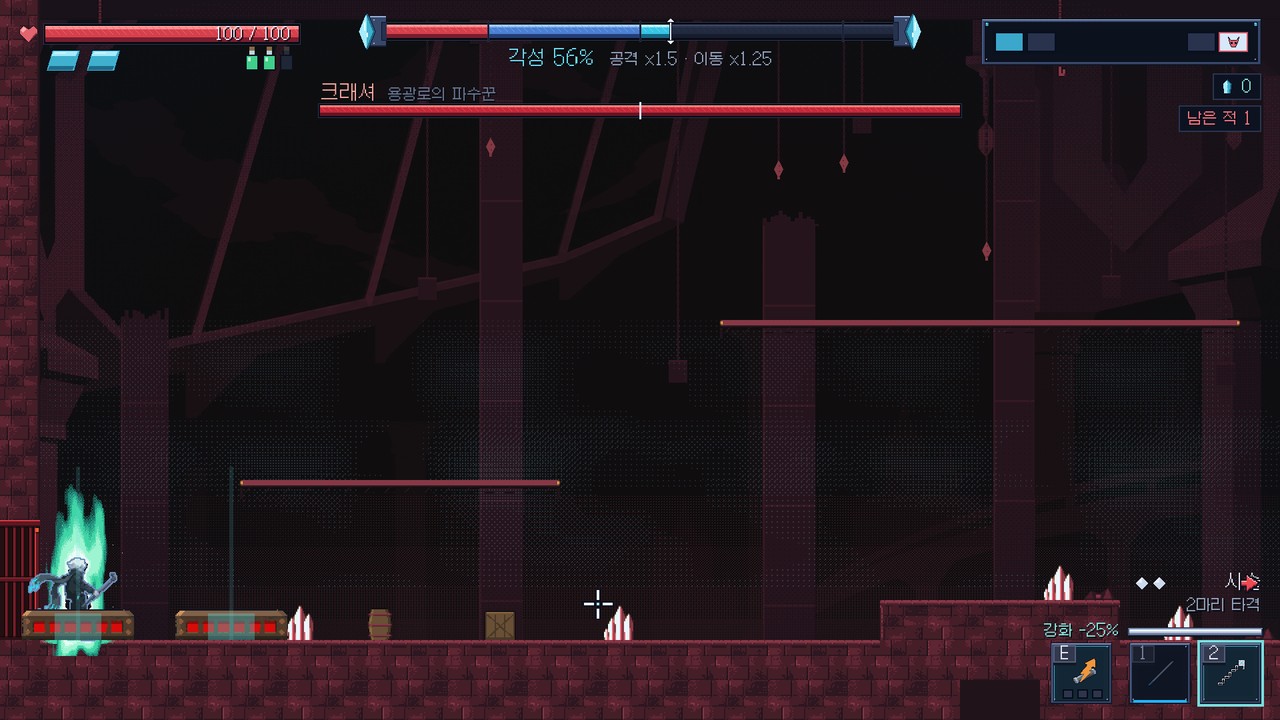 100 / 100
각성 56% 공격 x1.5 · 이동 x1.25
크래셔 용광로의 파수꾼
0
남은 적 1
2마리 타격
강화 -25%
E
1
2